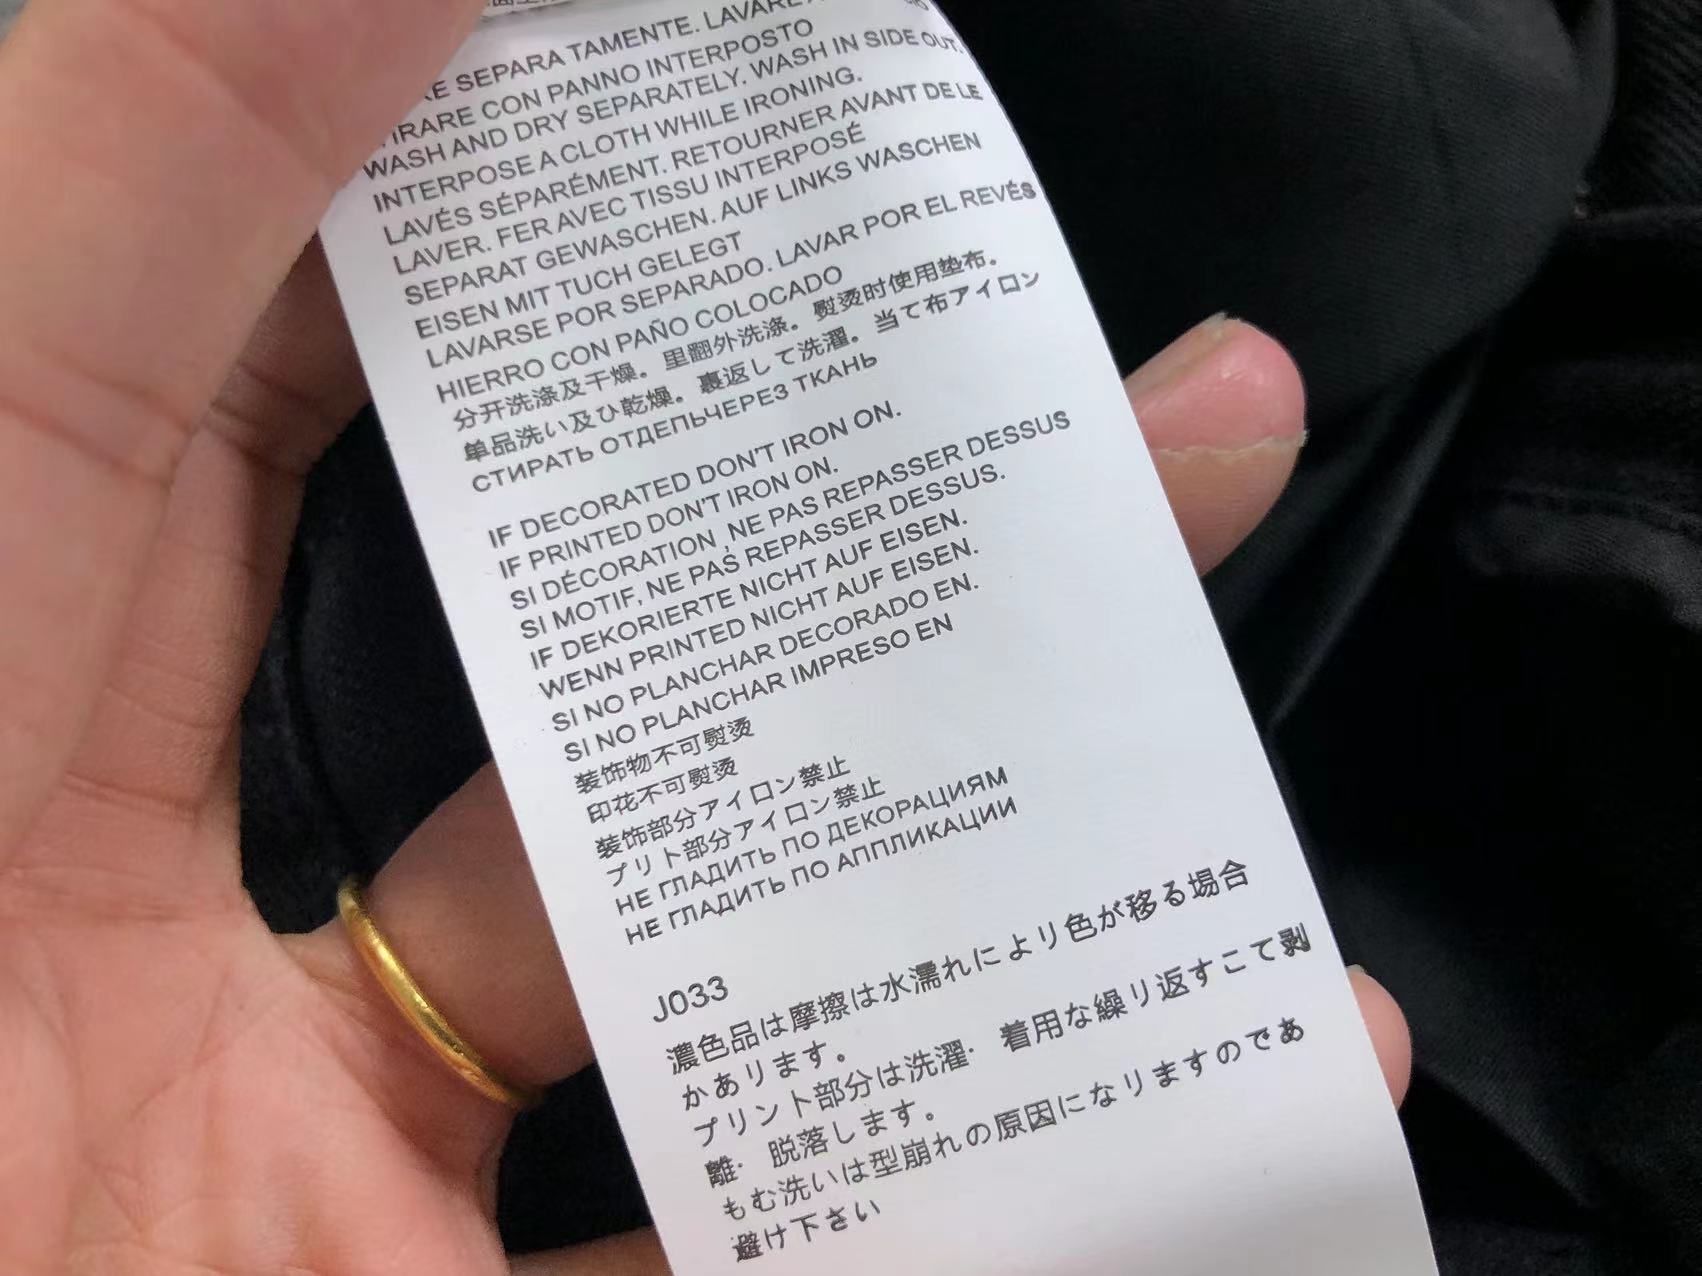 RE SEPARA TAMENTE. LAVARE
IRARE CON PANNO INTERPOSTO
WASH AND DRY SEPARATELY. WASH IN SIDE OUT.
INTERPOSE A CLOTH WHILE IRONING.
LAVÉS SÉPARÉMENT. RETOURNER AVANT DE LE
LAVER. FER AVEC TISSU INTERPOSÉ
SEPARAT GEWASCHEN. AUF LINKS WASCHEN
EISEN MIT TUCH GELEGT
LAVARSE POR SEPARADO. LAVAR POR EL REVÉS
HIERRO CON PAÑO COLOCADO
分开洗涤及干燥。里翻外洗涤。熨烫时使用垫布。
单品洗い及ひ乾燥。裏返して洗濯。当て布アイロン
СТИРАТЬ ОТДЕЛЬЧЕРЕЗ ТКАНЬ
IF DECORATED DON'T IRON ON.
IF PRINTED DON'T IRON ON.
SI DÉCORATION ,NE PAS REPASSER DESSUS
SI MOTIF, NE PAS REPASSER DESSUS.
IF DEKORIERTE NICHT AUF EISEN.
WENN PRINTED NICHT AUF EISEN.
SI NO PLANCHAR DECORADO EN.
SI NO PLANCHAR IMPRESO EN
装饰物不可熨烫
印花不可熨烫
装饰部分アイロン禁止
プリト部分アイロン禁止
НЕ ГЛАДИТЬ ПО ДЕКОРАЦИЯМ
НЕ ГЛАДИТЬ ПО АППЛИКАЦИИ
J033
濃色品は摩擦は水濡れにより色が移る場合
かあります。
プリント部分は洗濯· 着用な繰り返すこて剥
離· 脱落します。
もむ洗いは型崩れの原因になりますのであ
避け下さい